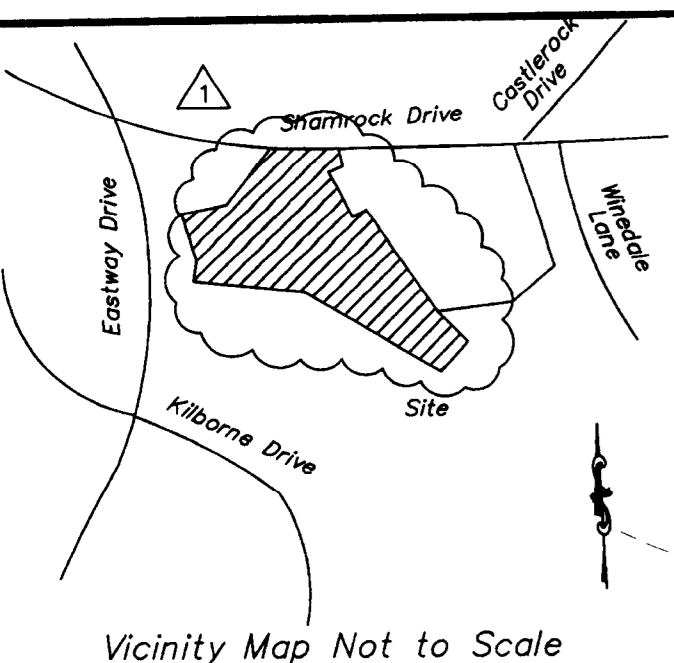 1
Castlerock
Drive
Shamrock Drive
Eastway Drive
Winedale
Lane
Site
Kilborne Drive
Vicinity Map Not to Scale